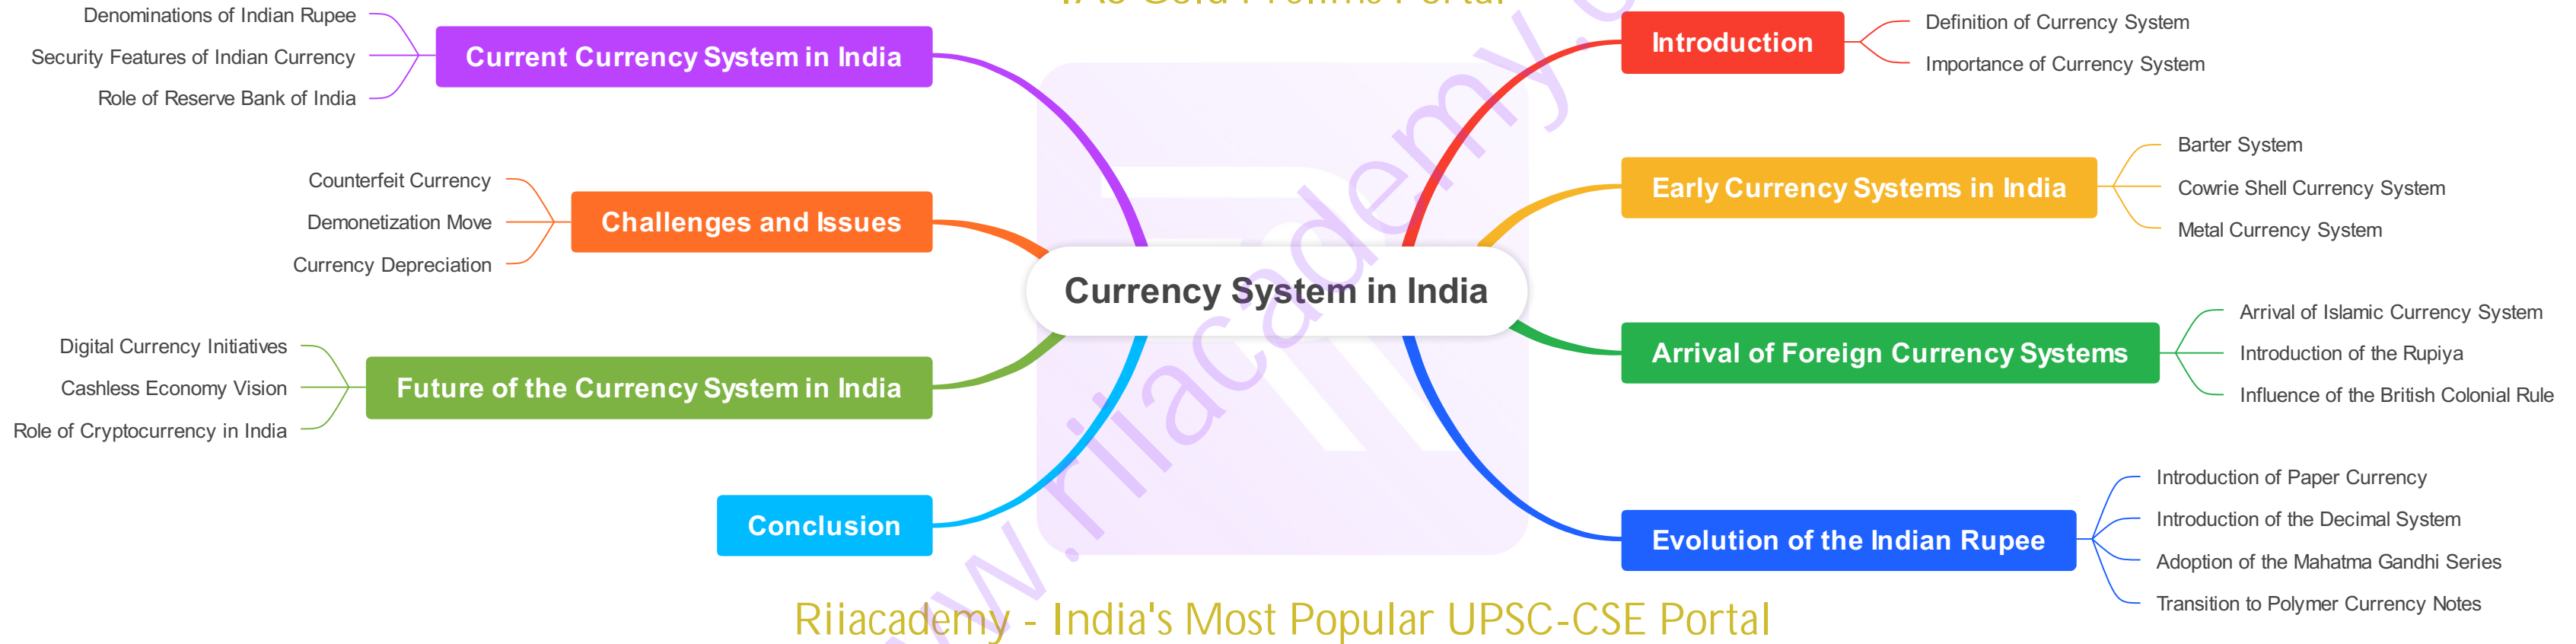 IAS Gold Prelims Portal
Currency System in India
Introduction
Definition of Currency System
Importance of Currency System
Early Currency Systems in India
Barter System
Cowrie Shell Currency System
Metal Currency System
Arrival of Foreign Currency Systems
Arrival of Islamic Currency System
Introduction of the Rupiya
Influence of the British Colonial Rule
Evolution of the Indian Rupee
Introduction of Paper Currency
Introduction of the Decimal System
Adoption of the Mahatma Gandhi Series
Transition to Polymer Currency Notes
Current Currency System in India
Denominations of Indian Rupee
Security Features of Indian Currency
Role of Reserve Bank of India
Challenges and Issues
Counterfeit Currency
Demonetization Move
Currency Depreciation
Future of the Currency System in India
Digital Currency Initiatives
Cashless Economy Vision
Role of Cryptocurrency in India
Conclusion
www.riiacademy.c
Riiacademy - India's Most Popular UPSC-CSE Portal